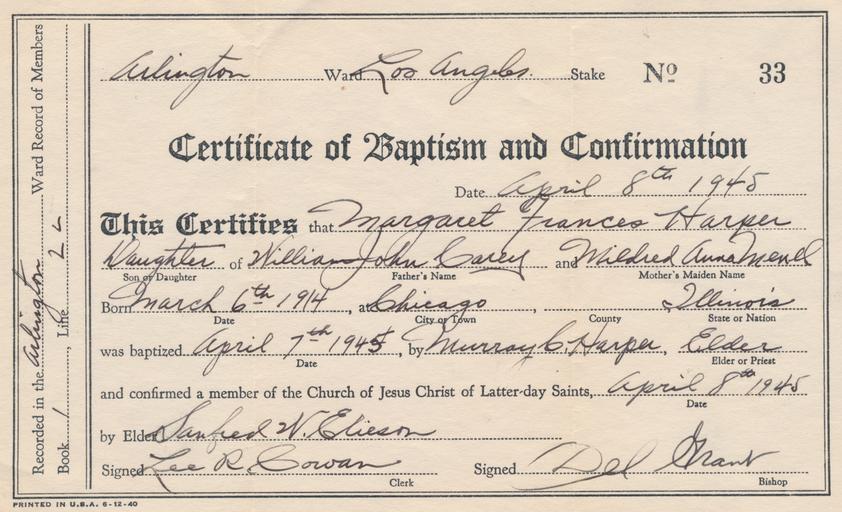 Arlington Ward Los Angeles Stake Nº 33
Certificate of Baptism and Confirmation
Date April 8th 1945
This Certifies that Margaret Frances Harper
Daughter of William John Carey and Mildred Anna
Son or Daughter Father's Name Mother's Maiden Name
Born March 6th 1914, at Chicago, Illinois
Date City or Town County State or Nation
was baptized April 7th 1945, by Murray C. Harper, Elder
Date Elder or Priest
and confirmed a member of the Church of Jesus Christ of Latter-day Saints, April 8th 1945
Date
by Elder Sanfred W. Elieson
Signed Lee R. Cowan Signed Del Grant
Clerk Bishop
Recorded in the Arlington Ward Record of Members
Book 1, Line 22
PRINTED IN U.S.A. 6-12-40